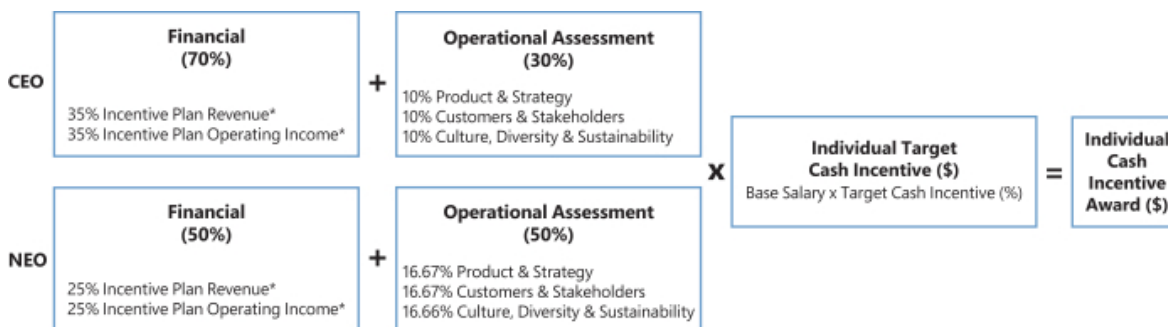 CEO
Financial
(70%)
35% Incentive Plan Revenue*
35% Incentive Plan Operating Income*
+
Operational Assessment
(30%)
10% Product & Strategy
10% Customers & Stakeholders
10% Culture, Diversity & Sustainability
NEO
Financial
(50%)
25% Incentive Plan Revenue*
25% Incentive Plan Operating Income*
+
Operational Assessment
(50%)
16.67% Product & Strategy
16.67% Customers & Stakeholders
16.66% Culture, Diversity & Sustainability
x
Individual Target
Cash Incentive ($)
Base Salary x Target Cash Incentive (%)
=
Individual
Cash
Incentive
Award ($)